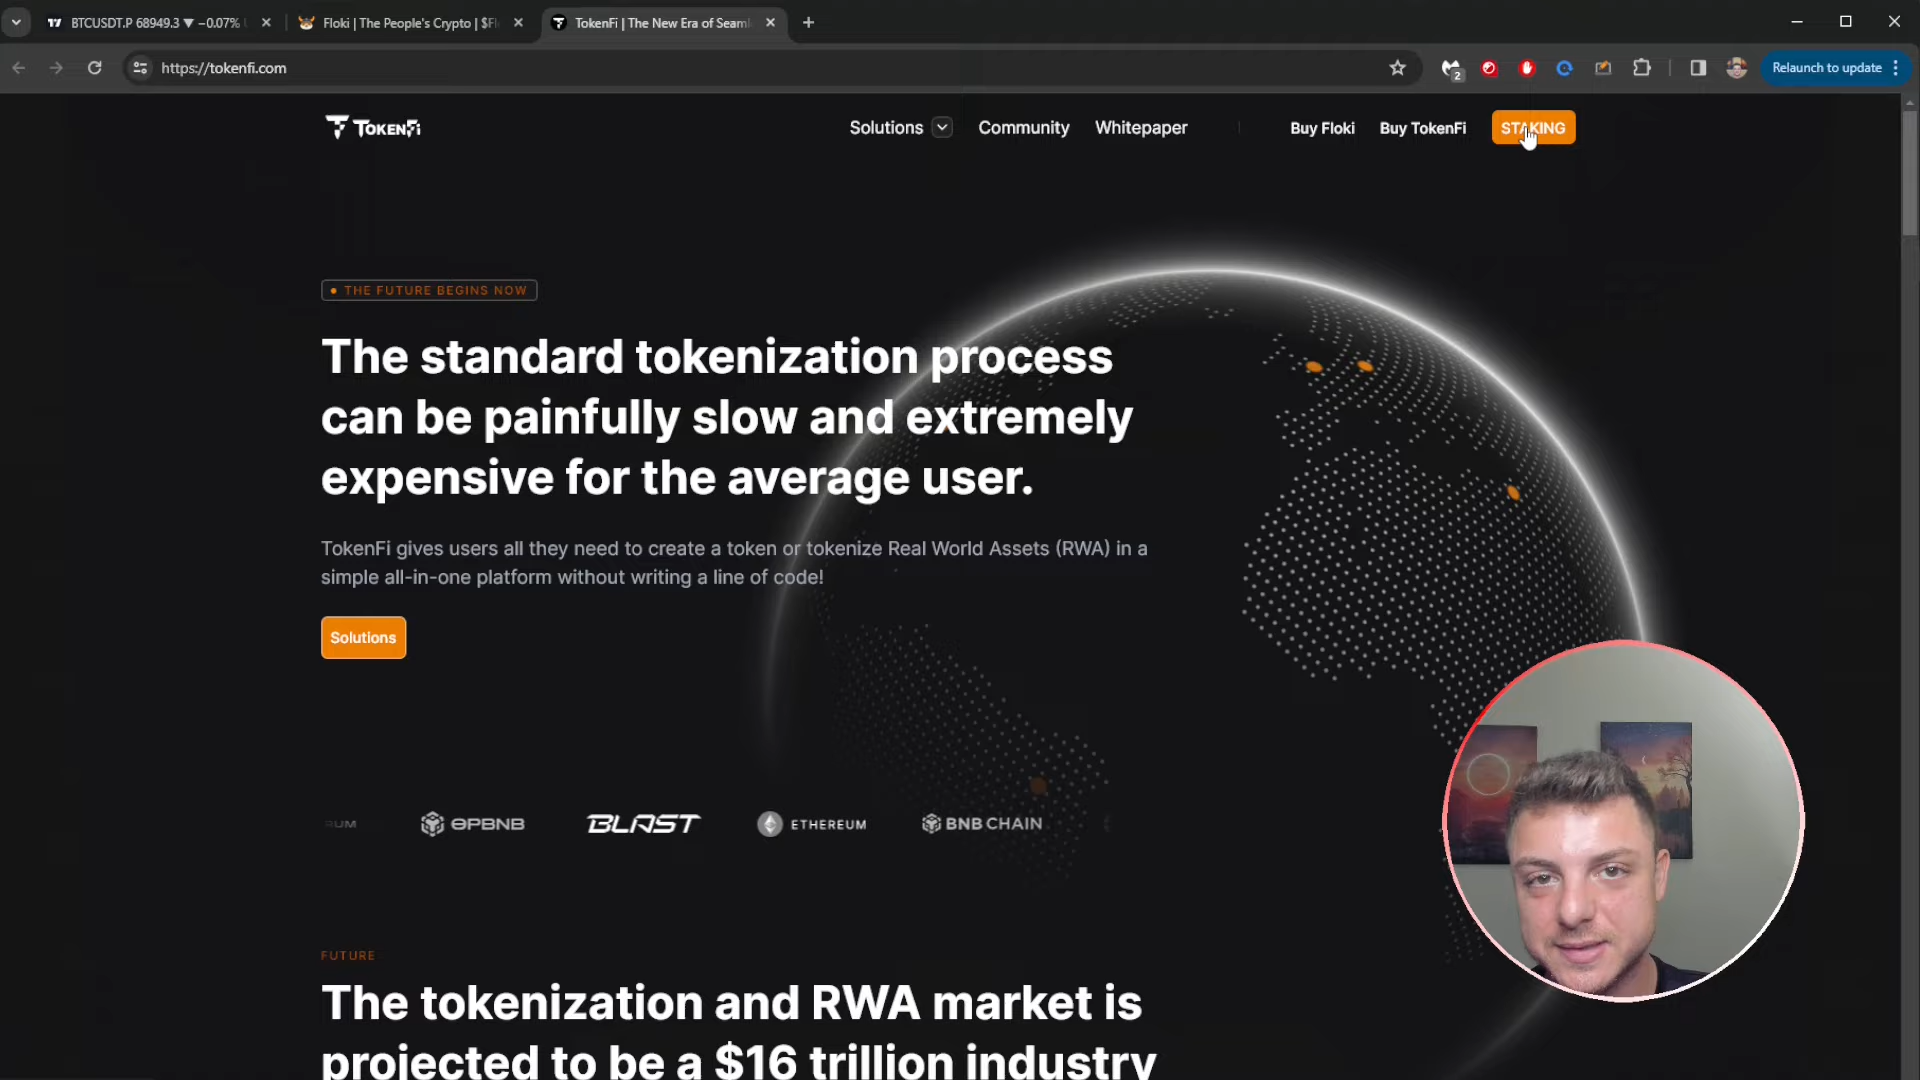 BTCUSDT.P 68949.3 ▼ −0.07%
Floki | The People's Crypto | $Fl
TokenFi | The New Era of Seaml
https://tokenfi.com
2
Relaunch to update
TOKENFi
Solutions
Community
Whitepaper
Buy Floki
Buy TokenFi
STAKING
THE FUTURE BEGINS NOW
The standard tokenization process
can be painfully slow and extremely
expensive for the average user.
TokenFi gives users all they need to create a token or tokenize Real World Assets (RWA) in a
simple all-in-one platform without writing a line of code!
Solutions
RUM
OPBNB
BLAST
ETHEREUM
BNB CHAIN
FUTURE
The tokenization and RWA market is
projected to be a $16 trillion industry